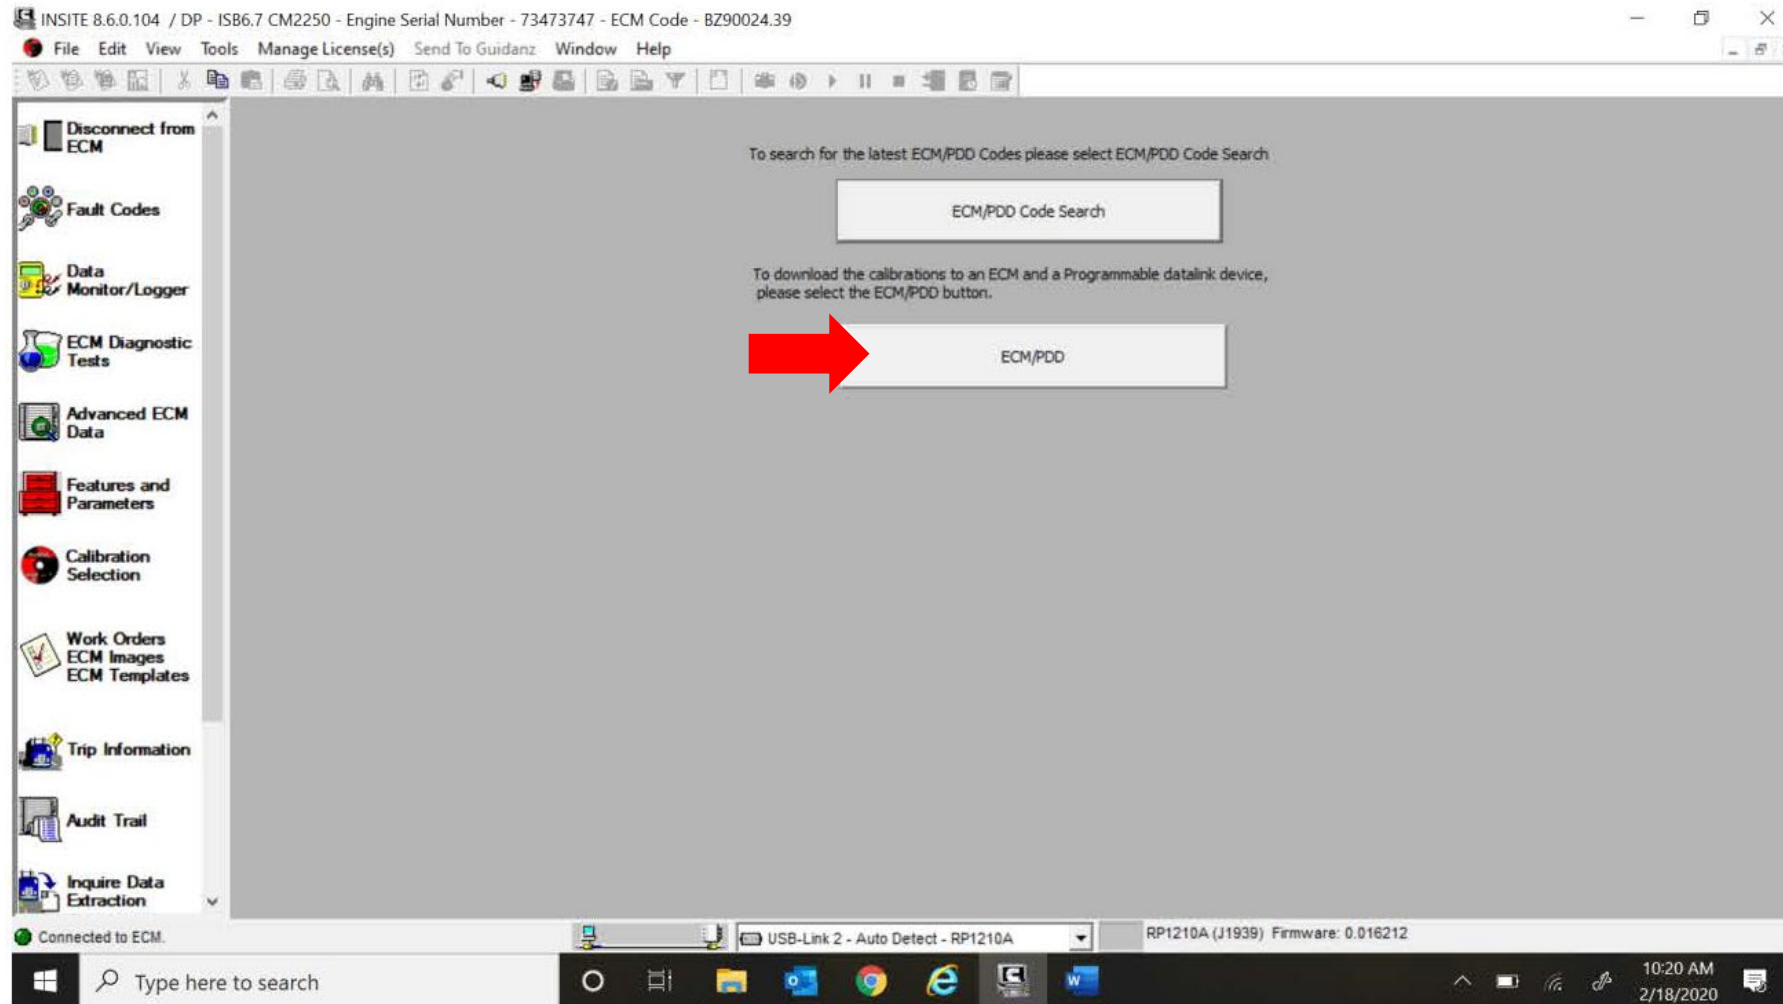 INSITE 8.6.0.104 / DP - ISB6.7 CM2250 - Engine Serial Number - 73473747 - ECM Code - BZ90024.39
File Edit View Tools Manage License(s) Send To Guidanz Window Help
Disconnect from
ECM
Fault Codes
Data
Monitor/Logger
ECM Diagnostic
Tests
Advanced ECM
Data
Features and
Parameters
Calibration
Selection
Work Orders
ECM Images
ECM Templates
Trip Information
Audit Trail
Inquire Data
Extraction
To search for the latest ECM/PDD Codes please select ECM/PDD Code Search
ECM/PDD Code Search
To download the calibrations to an ECM and a Programmable datalink device,
please select the ECM/PDD button.
ECM/PDD
Connected to ECM.
USB-Link 2 - Auto Detect - RP1210A
RP1210A (J1939) Firmware: 0.016212
Type here to search
10:20 AM
2/18/2020